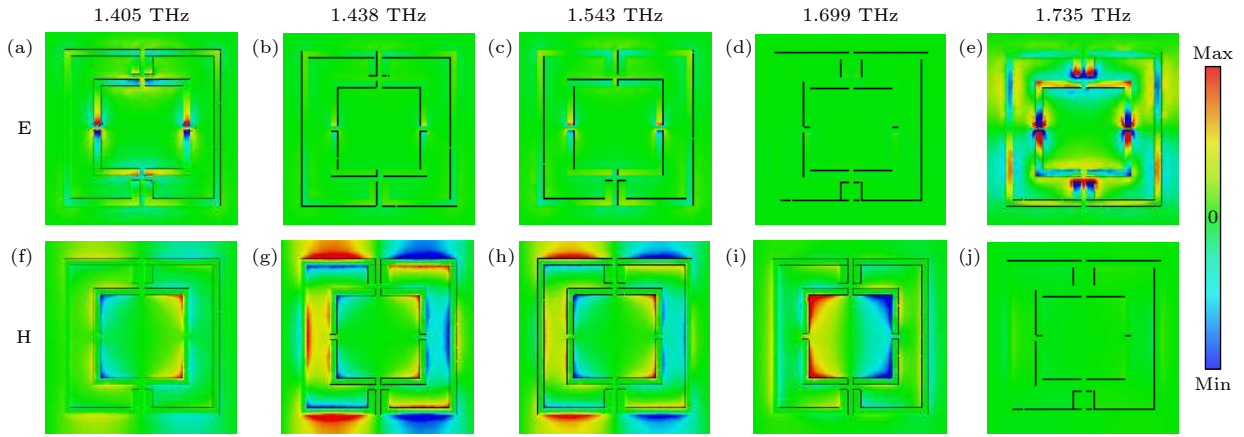 1.405 THz 1.438 THz 1.543 THz 1.699 THz 1.735 THz
(a) (b) (c) (d) (e)
Max
E
0
(f) (g) (h) (i) (j)
H
Min